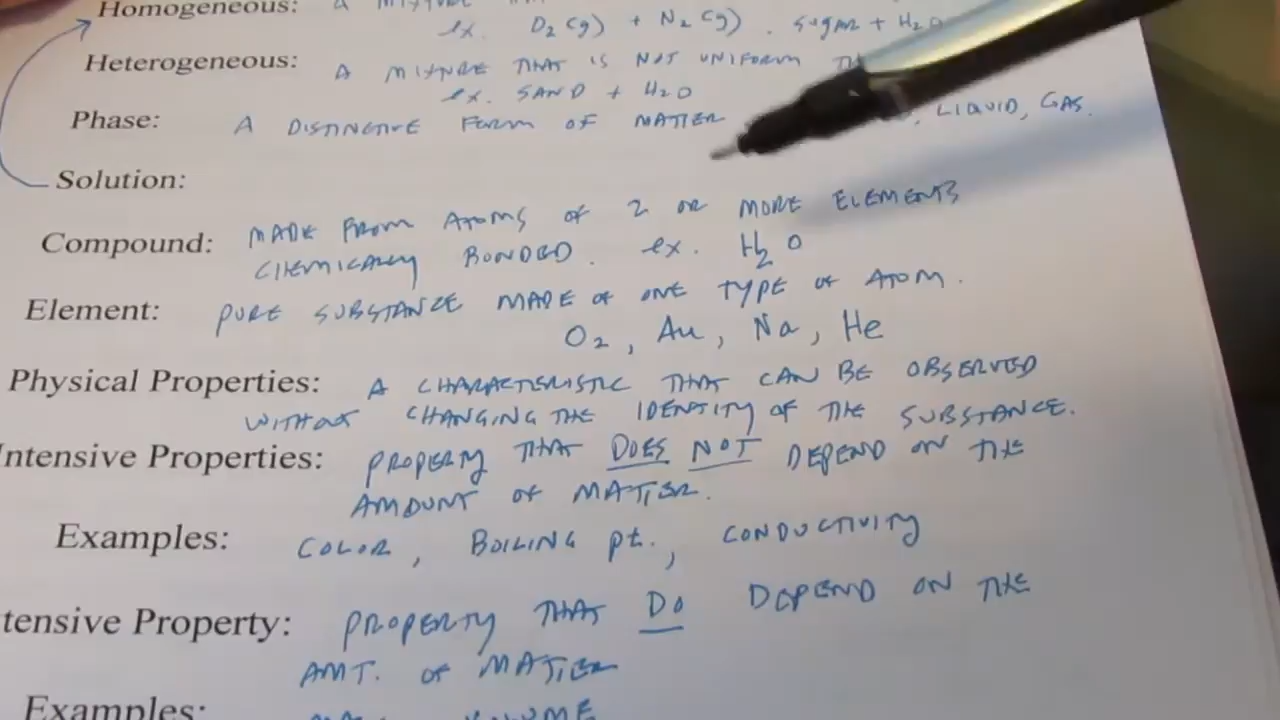 Homogeneous: A MIXTURE
ex. D2 (g) + N2 (g). sugar + H2O
Heterogeneous: A MIXTURE THAT IS NOT UNIFORM
ex. SAND + H2O
Phase: A DISTINCTIVE FORM OF MATTER , LIQUID, GAS.
Solution:
Compound: MADE FROM ATOMS OF 2 OR MORE ELEMENTS
CHEMICALLY BONDED. ex. H2O
Element: PURE SUBSTANCE MADE OF ONE TYPE OF ATOM.
O2, Au, Na, He
Physical Properties: A CHARACTERISTIC THAT CAN BE OBSERVED
WITHOUT CHANGING THE IDENTITY OF THE SUBSTANCE.
Intensive Properties: PROPERTY THAT DOES NOT DEPEND ON THE
AMOUNT OF MATTER.
Examples: COLOR, BOILING pt., CONDUCTIVITY
tensive Property: PROPERTY THAT DO DEPEND ON THE
AMT. OF MATTER
Examples: VOLUME